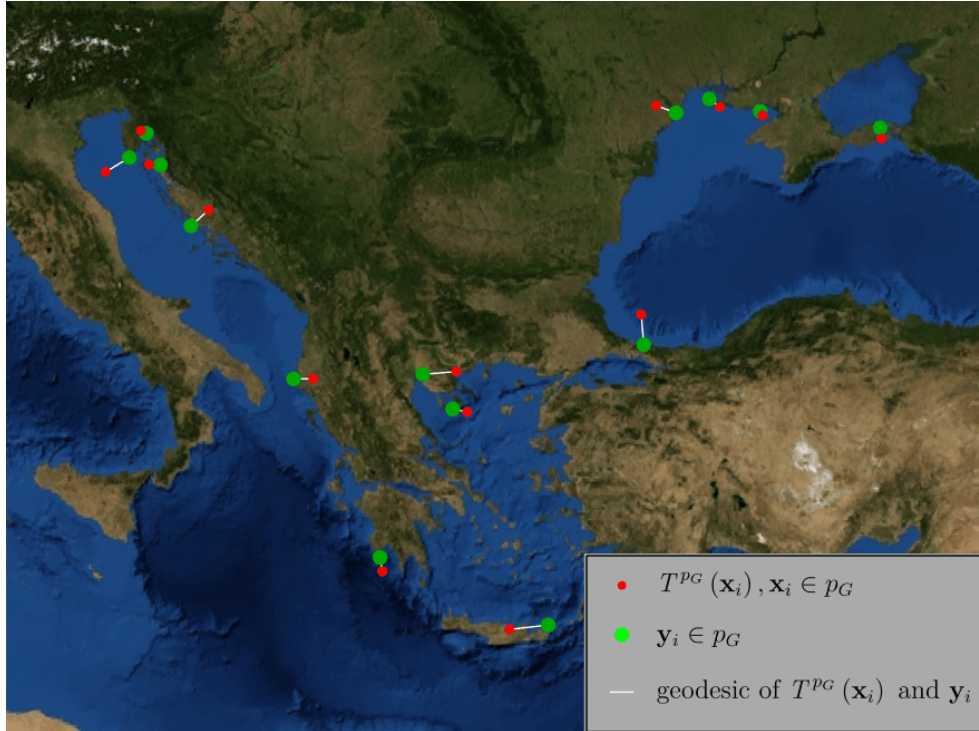 T^{p_G} (x_i) , x_i ∈ p_G
y_i ∈ p_G
geodesic of T^{p_G} (x_i) and y_i